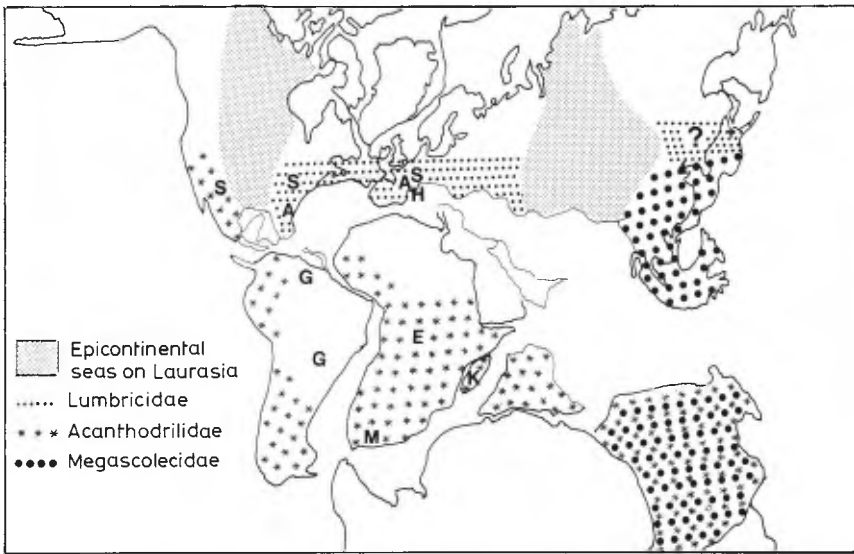 ?
S
S
S
A
H
A
G
G
E
K
M
Epicontinental
seas on Laurasia
Lumbricidae
Acanthodrilidae
Megascolecidae